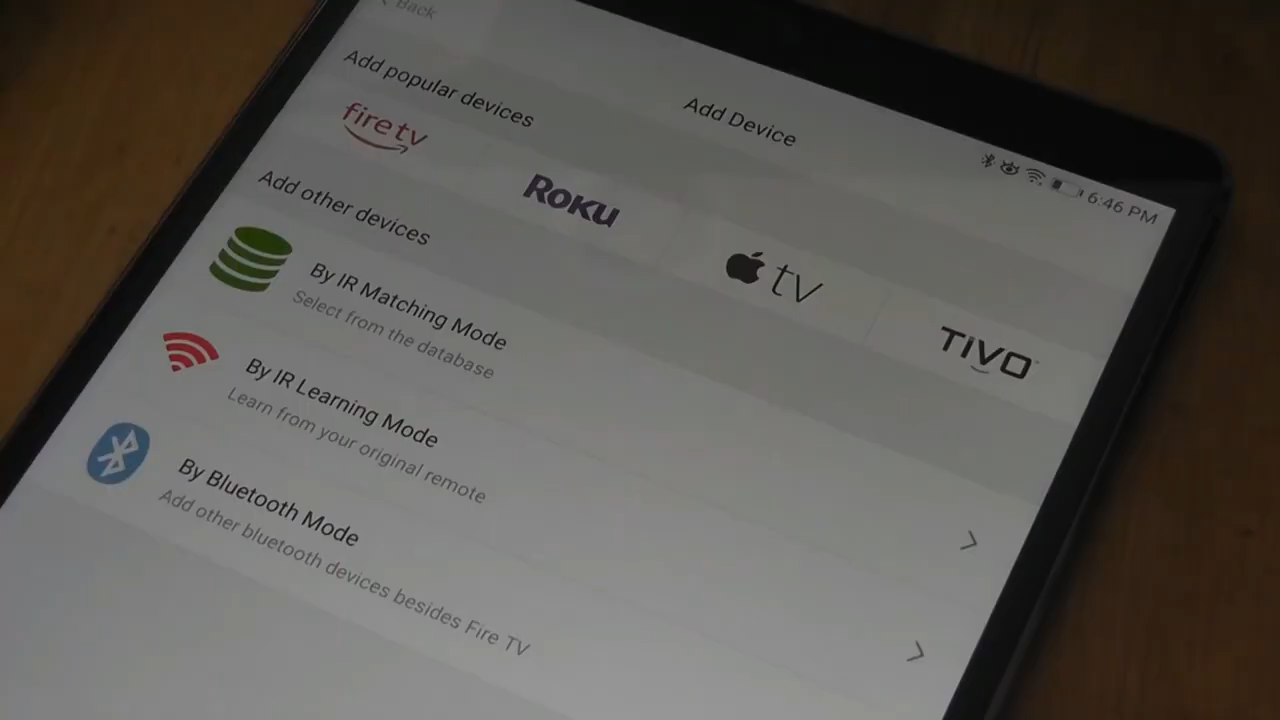 Back
Add Device
6:46 PM
Add popular devices
fire tv
Roku
tv
TIVO
Add other devices
By IR Matching Mode
Select from the database
By IR Learning Mode
Learn from your original remote
By Bluetooth Mode
Add other bluetooth devices besides Fire TV